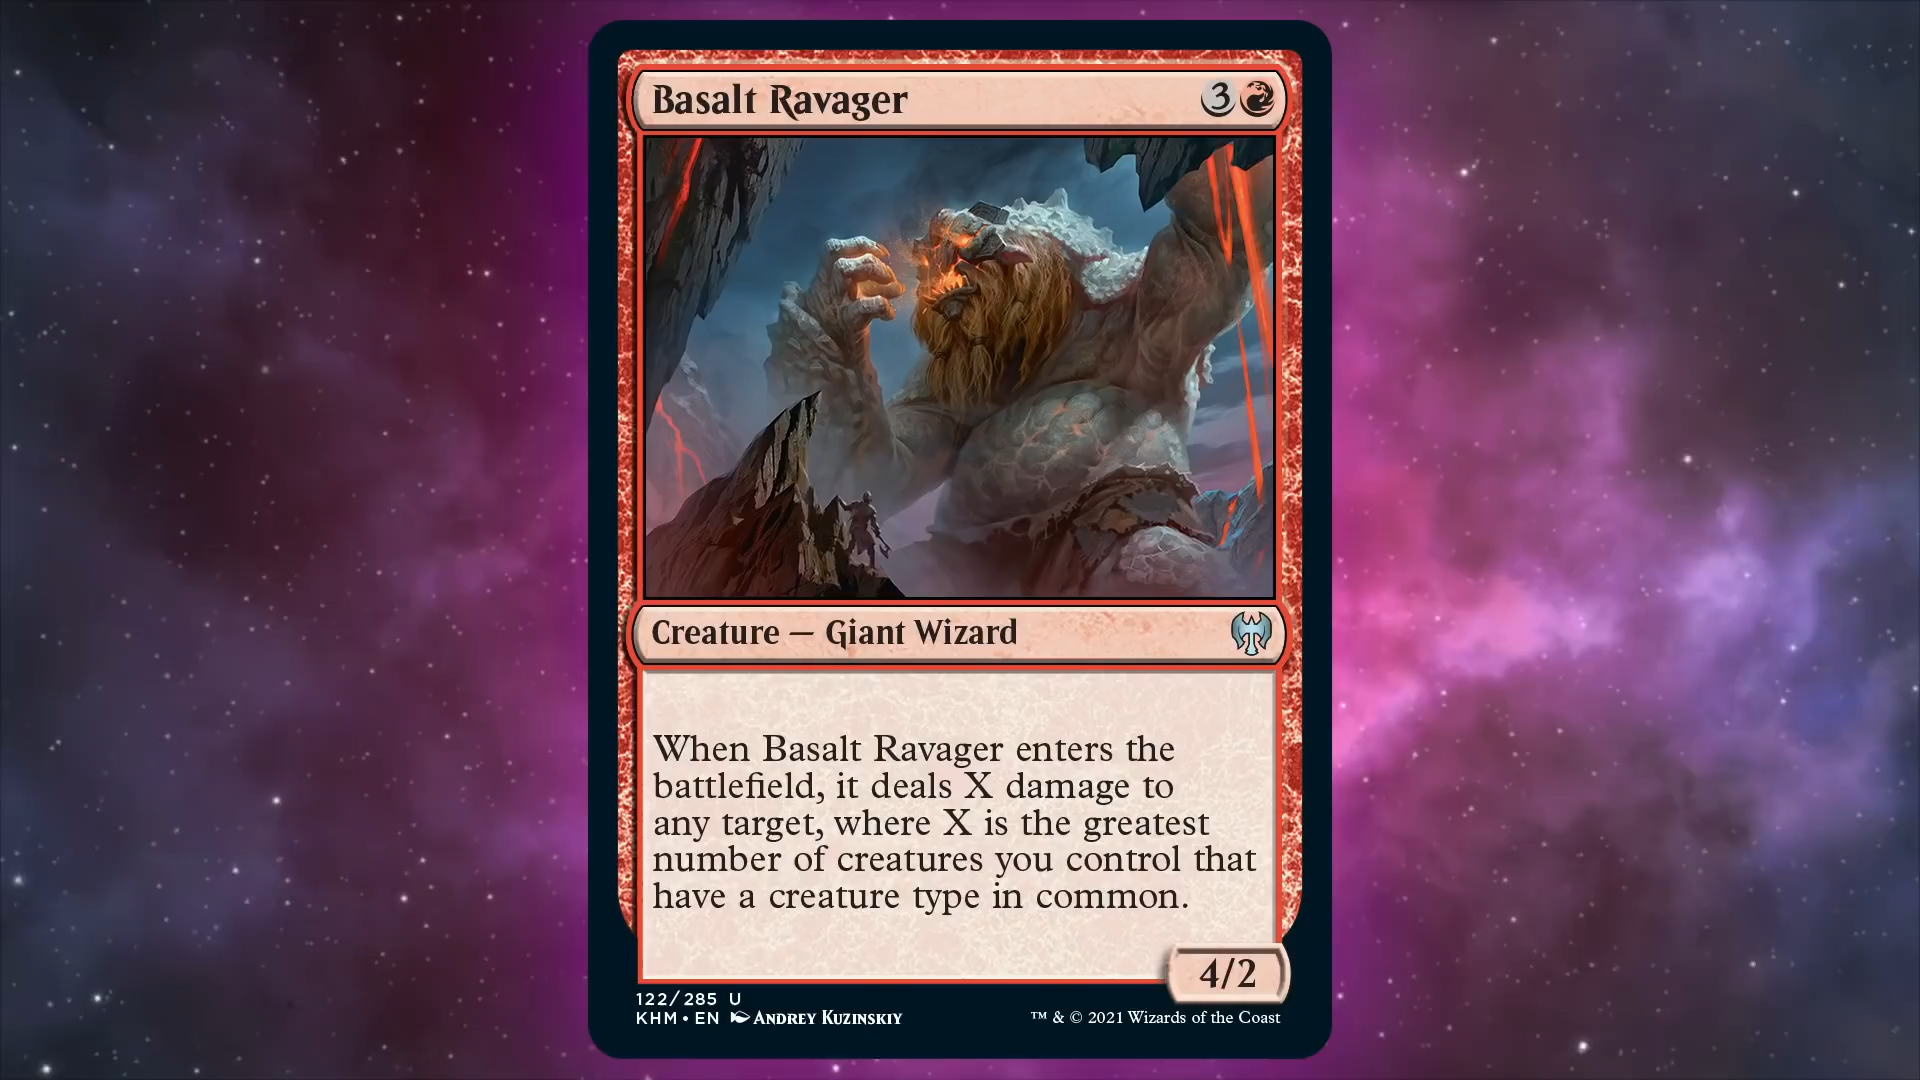 Basalt Ravager 3
Creature — Giant Wizard
When Basalt Ravager enters the
battlefield, it deals X damage to
any target, where X is the greatest
number of creatures you control that
have a creature type in common.
4/2
122/285 U
KHM • EN Andrey Kuzinskiy
™ & © 2021 Wizards of the Coast